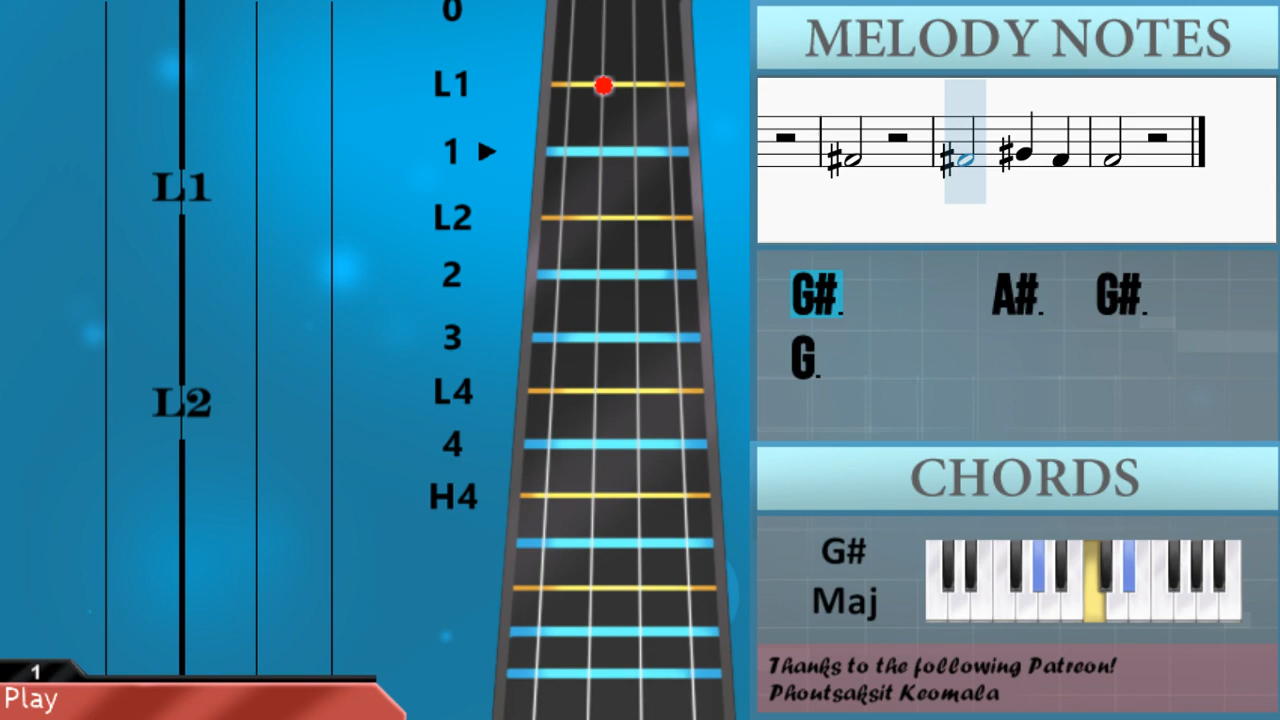 0
L1
1
L2
2
3
L4
4
H4
L1
L2
1
Play
MELODY NOTES
G#. A#. G#.
G.
CHORDS
G#
Maj
Thanks to the following Patreon!
Phoutsaksit Keomala